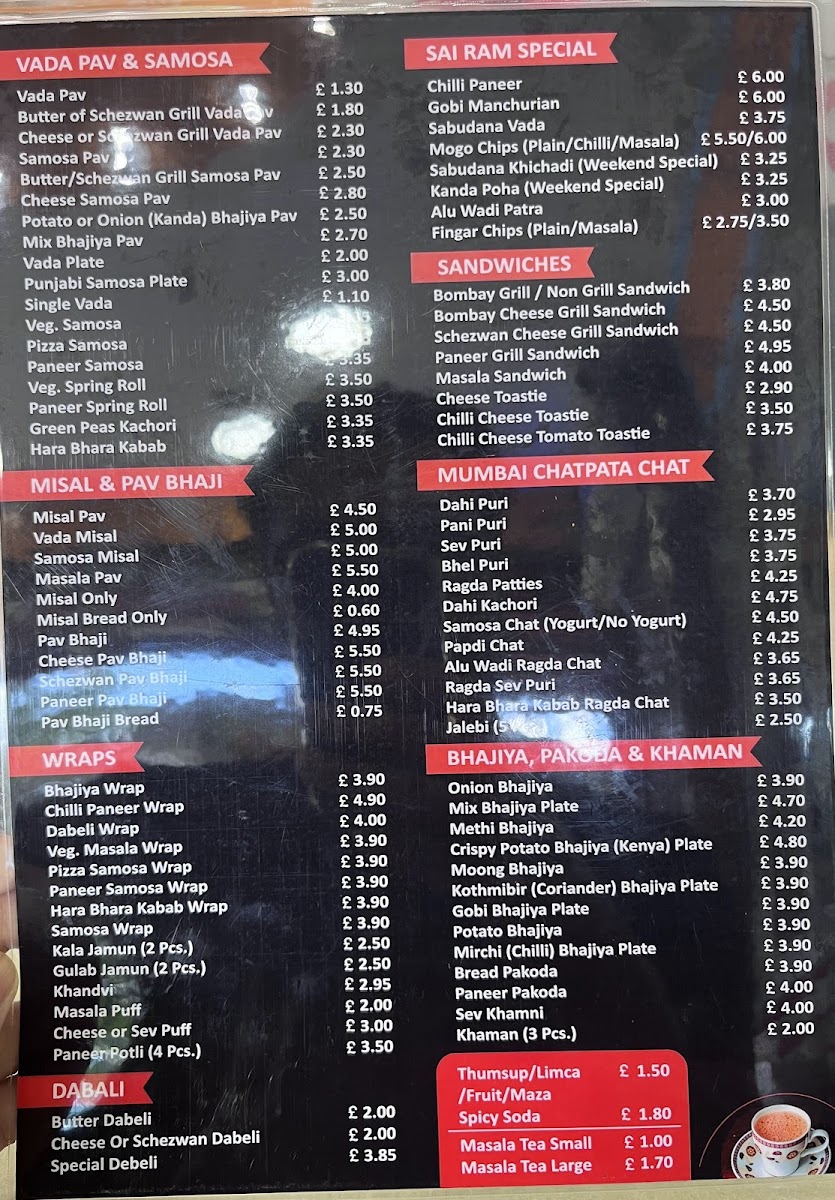 VADA PAV & SAMOSA
Vada Pav £ 1.30
Butter of Schezwan Grill Vada Pav £ 1.80
Cheese or Schezwan Grill Vada Pav £ 2.30
Samosa Pav £ 2.30
Butter/Schezwan Grill Samosa Pav £ 2.50
Cheese Samosa Pav £ 2.80
Potato or Onion (Kanda) Bhajiya Pav £ 2.50
Mix Bhajiya Pav £ 2.70
Vada Plate £ 2.00
Punjabi Samosa Plate £ 3.00
Single Vada £ 1.10
Veg. Samosa
Pizza Samosa
Paneer Samosa 3.35
Veg. Spring Roll £ 3.50
Paneer Spring Roll £ 3.50
Green Peas Kachori £ 3.35
Hara Bhara Kabab £ 3.35
MISAL & PAV BHAJI
Misal Pav £ 4.50
Vada Misal £ 5.00
Samosa Misal £ 5.00
Masala Pav £ 5.50
Misal Only £ 4.00
Misal Bread Only £ 0.60
Pav Bhaji £ 4.95
Cheese Pav Bhaji £ 5.50
Schezwan Pav Bhaji £ 5.50
Paneer Pav Bhaji £ 5.50
Pav Bhaji Bread £ 0.75
WRAPS
Bhajiya Wrap £ 3.90
Chilli Paneer Wrap £ 4.90
Dabeli Wrap £ 4.00
Veg. Masala Wrap £ 3.90
Pizza Samosa Wrap £ 3.90
Paneer Samosa Wrap £ 3.90
Hara Bhara Kabab Wrap £ 3.90
Samosa Wrap £ 3.90
Kala Jamun (2 Pcs.) £ 2.50
Gulab Jamun (2 Pcs.) £ 2.50
Khandvi £ 2.95
Masala Puff £ 2.00
Cheese or Sev Puff £ 3.00
Paneer Potli (4 Pcs.) £ 3.50
DABALI
Butter Dabeli £ 2.00
Cheese Or Schezwan Dabeli £ 2.00
Special Debeli £ 3.85
SAI RAM SPECIAL
Chilli Paneer £ 6.00
Gobi Manchurian £ 6.00
Sabudana Vada £ 3.75
Mogo Chips (Plain/Chilli/Masala) £ 5.50/6.00
Sabudana Khichadi (Weekend Special) £ 3.25
Kanda Poha (Weekend Special) £ 3.25
Alu Wadi Patra £ 3.00
Fingar Chips (Plain/Masala) £ 2.75/3.50
SANDWICHES
Bombay Grill / Non Grill Sandwich £ 3.80
Bombay Cheese Grill Sandwich £ 4.50
Schezwan Cheese Grill Sandwich £ 4.50
Paneer Grill Sandwich £ 4.95
Masala Sandwich £ 4.00
Cheese Toastie £ 2.90
Chilli Cheese Toastie £ 3.50
Chilli Cheese Tomato Toastie £ 3.75
MUMBAI CHATPATA CHAT
Dahi Puri £ 3.70
Pani Puri £ 2.95
Sev Puri £ 3.75
Bhel Puri £ 3.75
Ragda Patties £ 4.25
Dahi Kachori £ 4.75
Samosa Chat (Yogurt/No Yogurt) £ 4.50
Papdi Chat £ 4.25
Alu Wadi Ragda Chat £ 3.65
Ragda Sev Puri £ 3.65
Hara Bhara Kabab Ragda Chat £ 3.50
Jalebi £ 2.50
BHAJIYA, PAKODA & KHAMAN
Onion Bhajiya £ 3.90
Mix Bhajiya Plate £ 4.70
Methi Bhajiya £ 4.20
Crispy Potato Bhajiya (Kenya) Plate £ 4.80
Moong Bhajiya £ 3.90
Kothmibir (Coriander) Bhajiya Plate £ 3.90
Gobi Bhajiya Plate £ 3.90
Potato Bhajiya £ 3.90
Mirchi (Chilli) Bhajiya Plate £ 3.90
Bread Pakoda £ 3.90
Paneer Pakoda £ 4.00
Sev Khamni £ 4.00
Khaman (3 Pcs.) £ 2.00
Thumsup/Limca £ 1.50
/Fruit/Maza
Spicy Soda £ 1.80
Masala Tea Small £ 1.00
Masala Tea Large £ 1.70